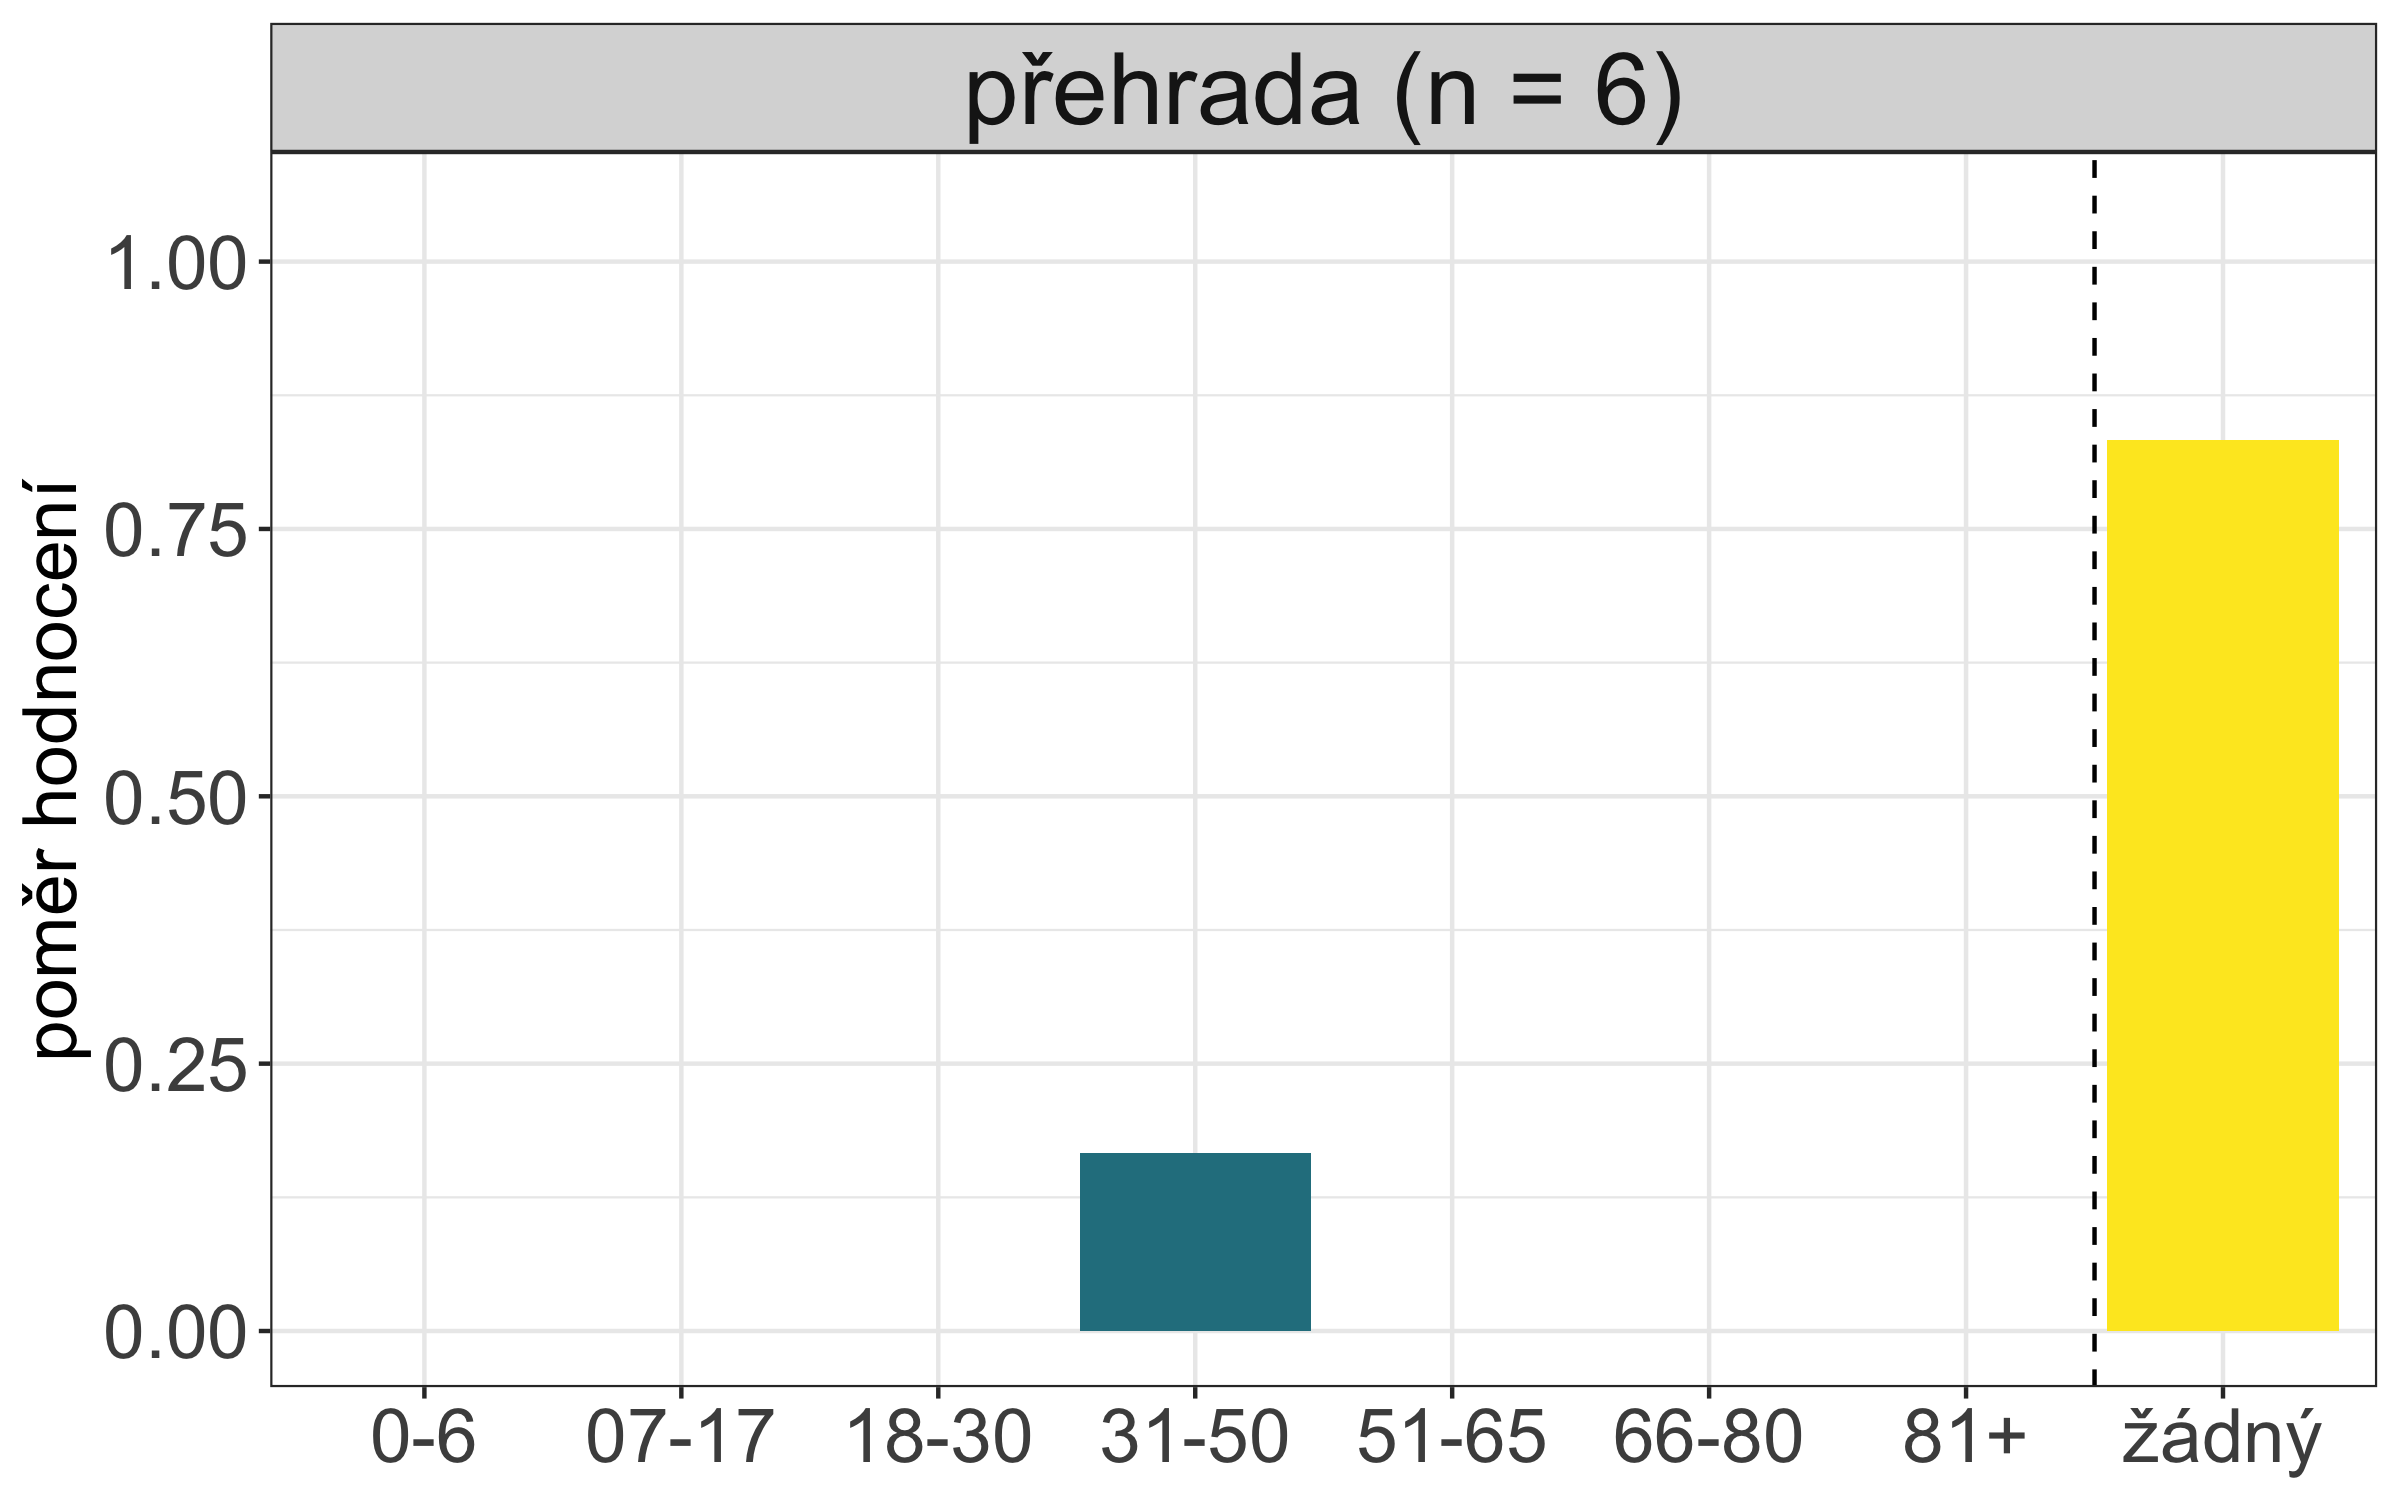 přehrada (n = 6)
poměr hodnocení
1.00
0.75
0.50
0.25
0.00
0-6 07-17 18-30 31-50 51-65 66-80 81+ žádný